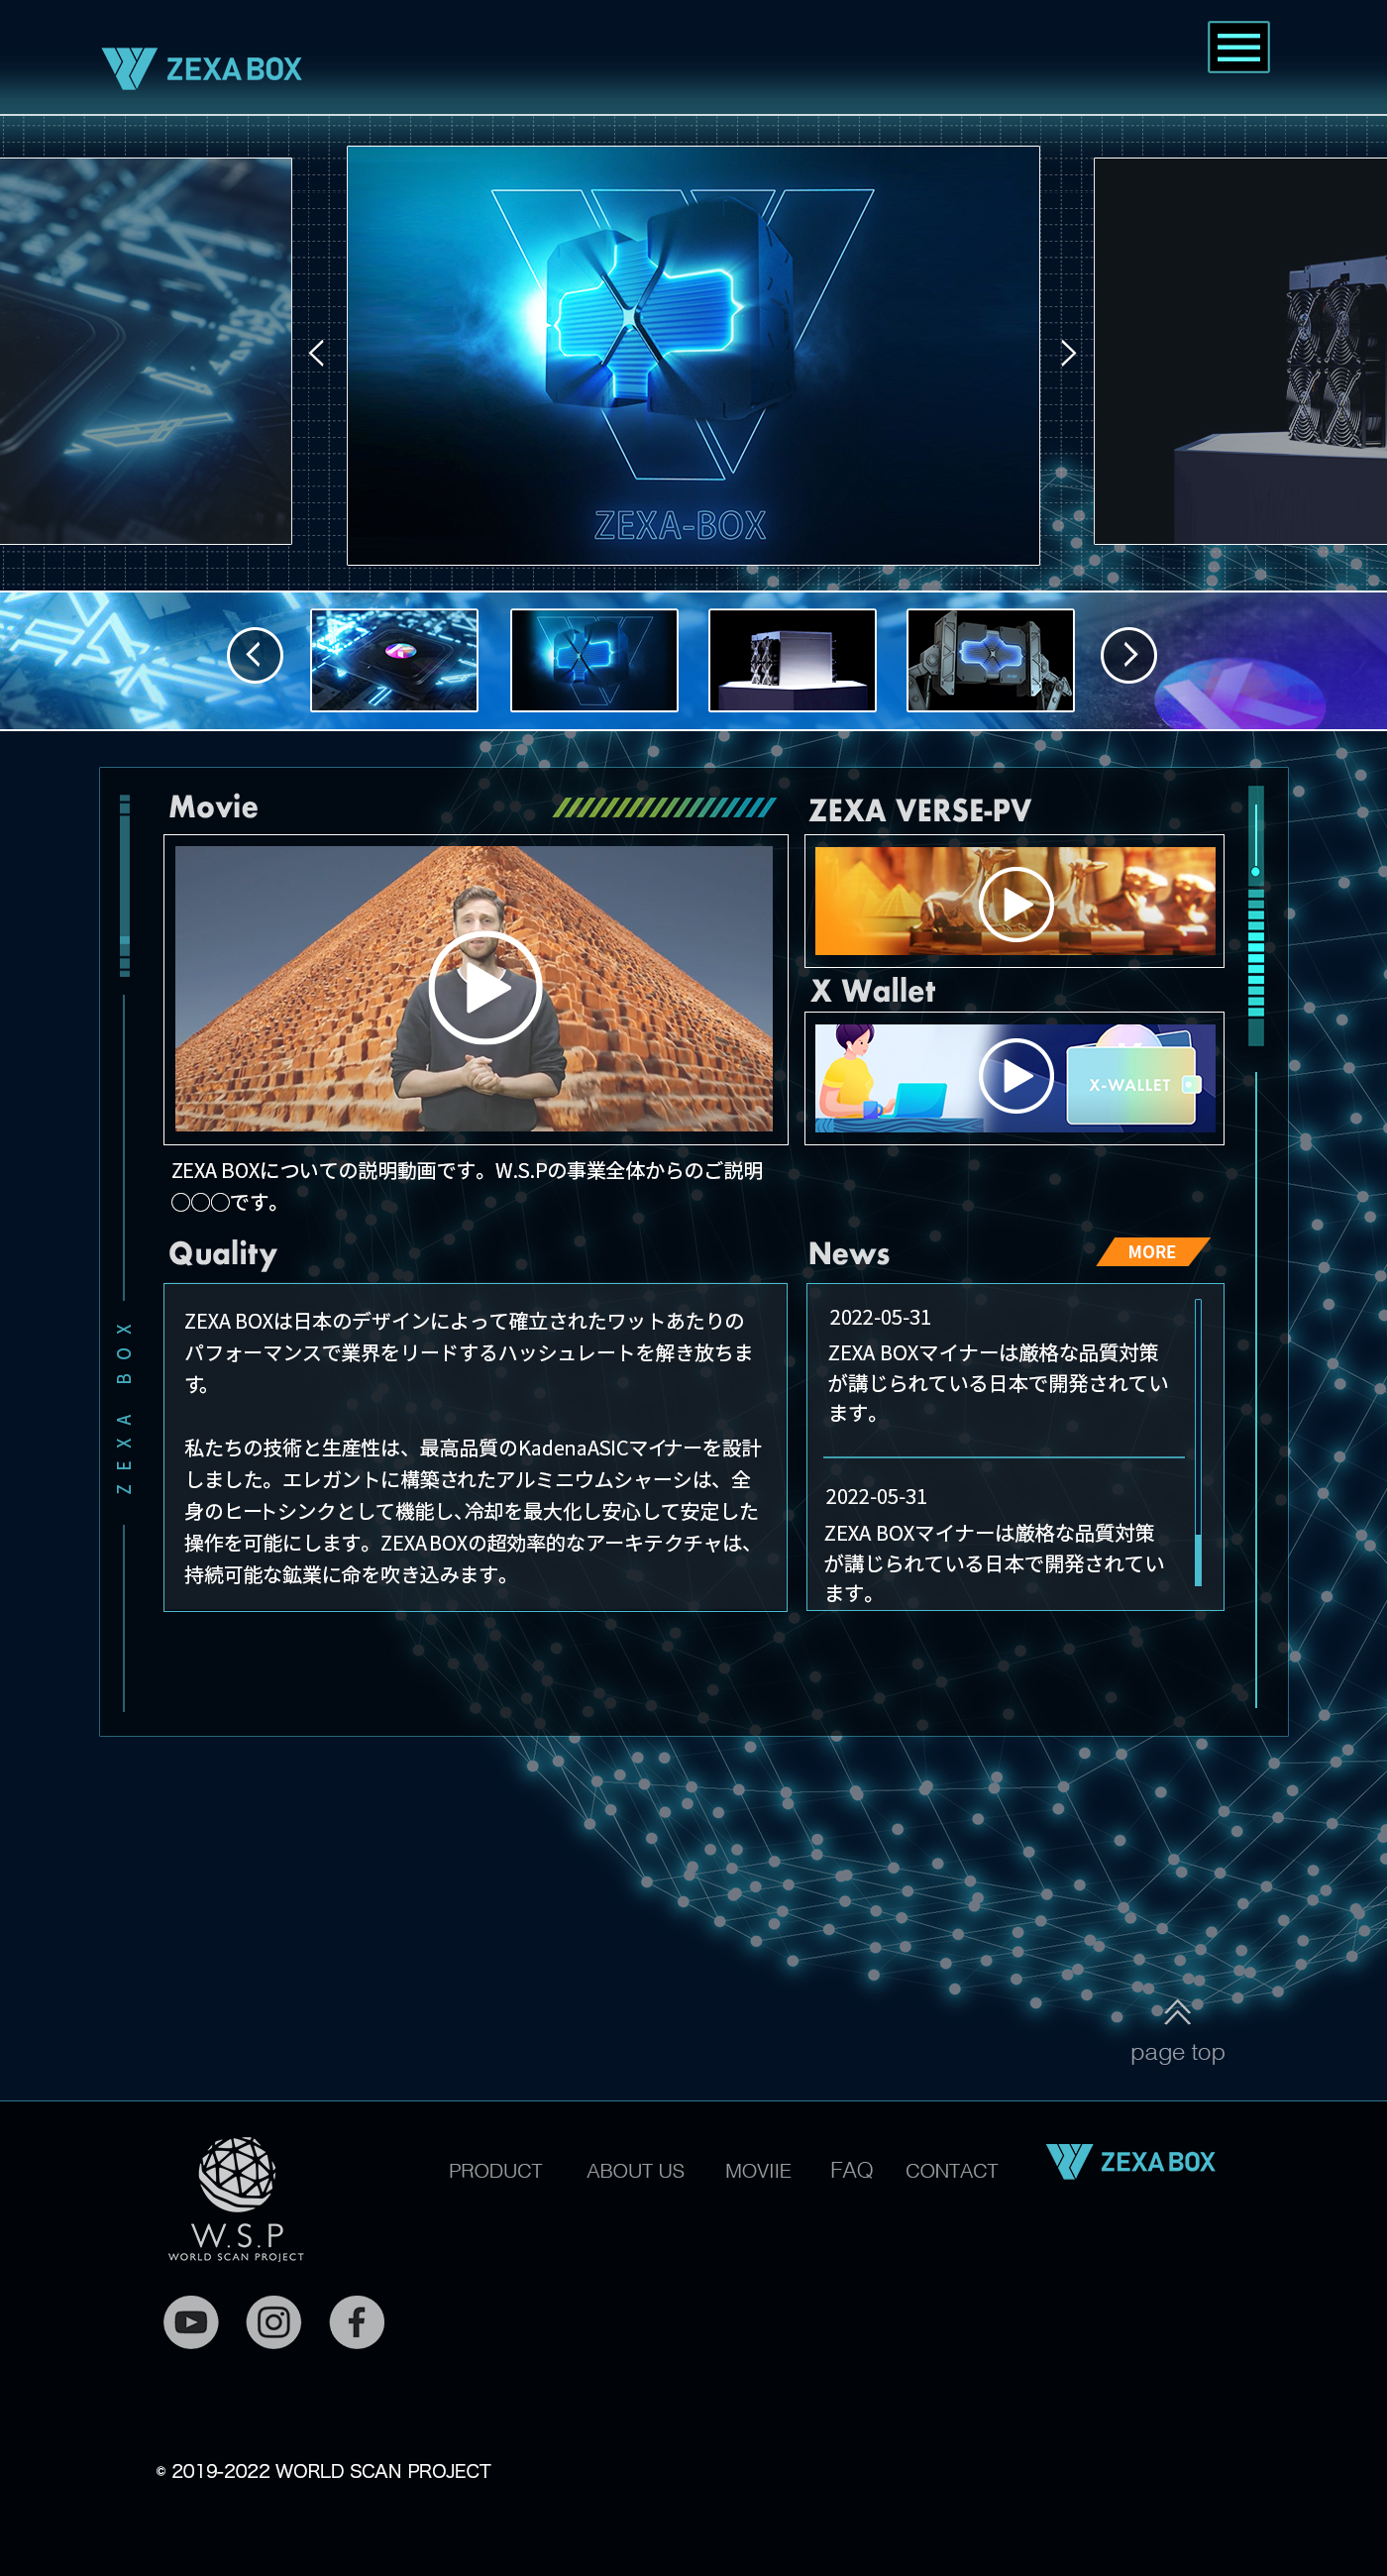 ZEXA BOX
ZEXA-BOX
Movie
ZEXA BOXについての説明動画です。W.S.Pの事業全体からのご説明
〇〇〇です。
ZEXA VERSE-PV
X Wallet
X-WALLET
Quality
ZEXA BOXは日本のデザインによって確立されたワットあたりの
パフォーマンスで業界をリードするハッシュレートを解き放ちま
す。
私たちの技術と生産性は、最高品質のKadenaASICマイナーを設計
しました。エレガントに構築されたアルミニウムシャーシは、全
身のヒートシンクとして機能し、冷却を最大化し安心して安定した
操作を可能にします。ZEXA BOXの超効率的なアーキテクチャは、
持続可能な鉱業に命を吹き込みます。
News
MORE
2022-05-31
ZEXA BOXマイナーは厳格な品質対策
が講じられている日本で開発されてい
ます。
2022-05-31
ZEXA BOXマイナーは厳格な品質対策
が講じられている日本で開発されてい
ます。
ZEXA BOX
page top
W.S.P
WORLD SCAN PROJECT
PRODUCT ABOUT US MOVIIE FAQ CONTACT
ZEXA BOX
© 2019-2022 WORLD SCAN PROJECT